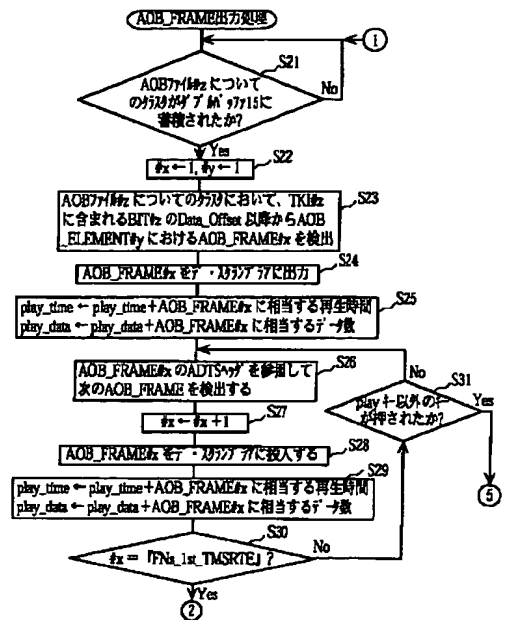 AOB_FRAME出力処理
①
S21
AOBファイル#zについて
のクラスタがダブルバッファ15に
蓄積されたか?
No
Yes
S22
#x←1, #y←1
S23
AOBファイル#zについてのクラスタにおいて、TKI#z
に含まれるBIT#zのData_Offset以降からAOB
_ELEMENT#yにおけるAOB_FRAME#xを検出
S24
AOB_FRAME#xをデ・スクランブラに出力
S25
play_time←play_time+AOB_FRAME#xに相当する再生時間
play_data←play_data+AOB_FRAME#xに相当するデータ数
S26
AOB_FRAME#xのADTSヘッダを参照して
次のAOB_FRAMEを検出する
S27
#x←#x+1
S28
AOB_FRAME#xをデ・スクランブラに投入する
S29
play_time←play_time+AOB_FRAME#xに相当する再生時間
play_data←play_data+AOB_FRAME#xに相当するデータ数
S30
#x=「FNs_1st_TMSRTE」?
No
Yes
②
S31
playキー以外のキー
が押されたか?
No
Yes
⑤